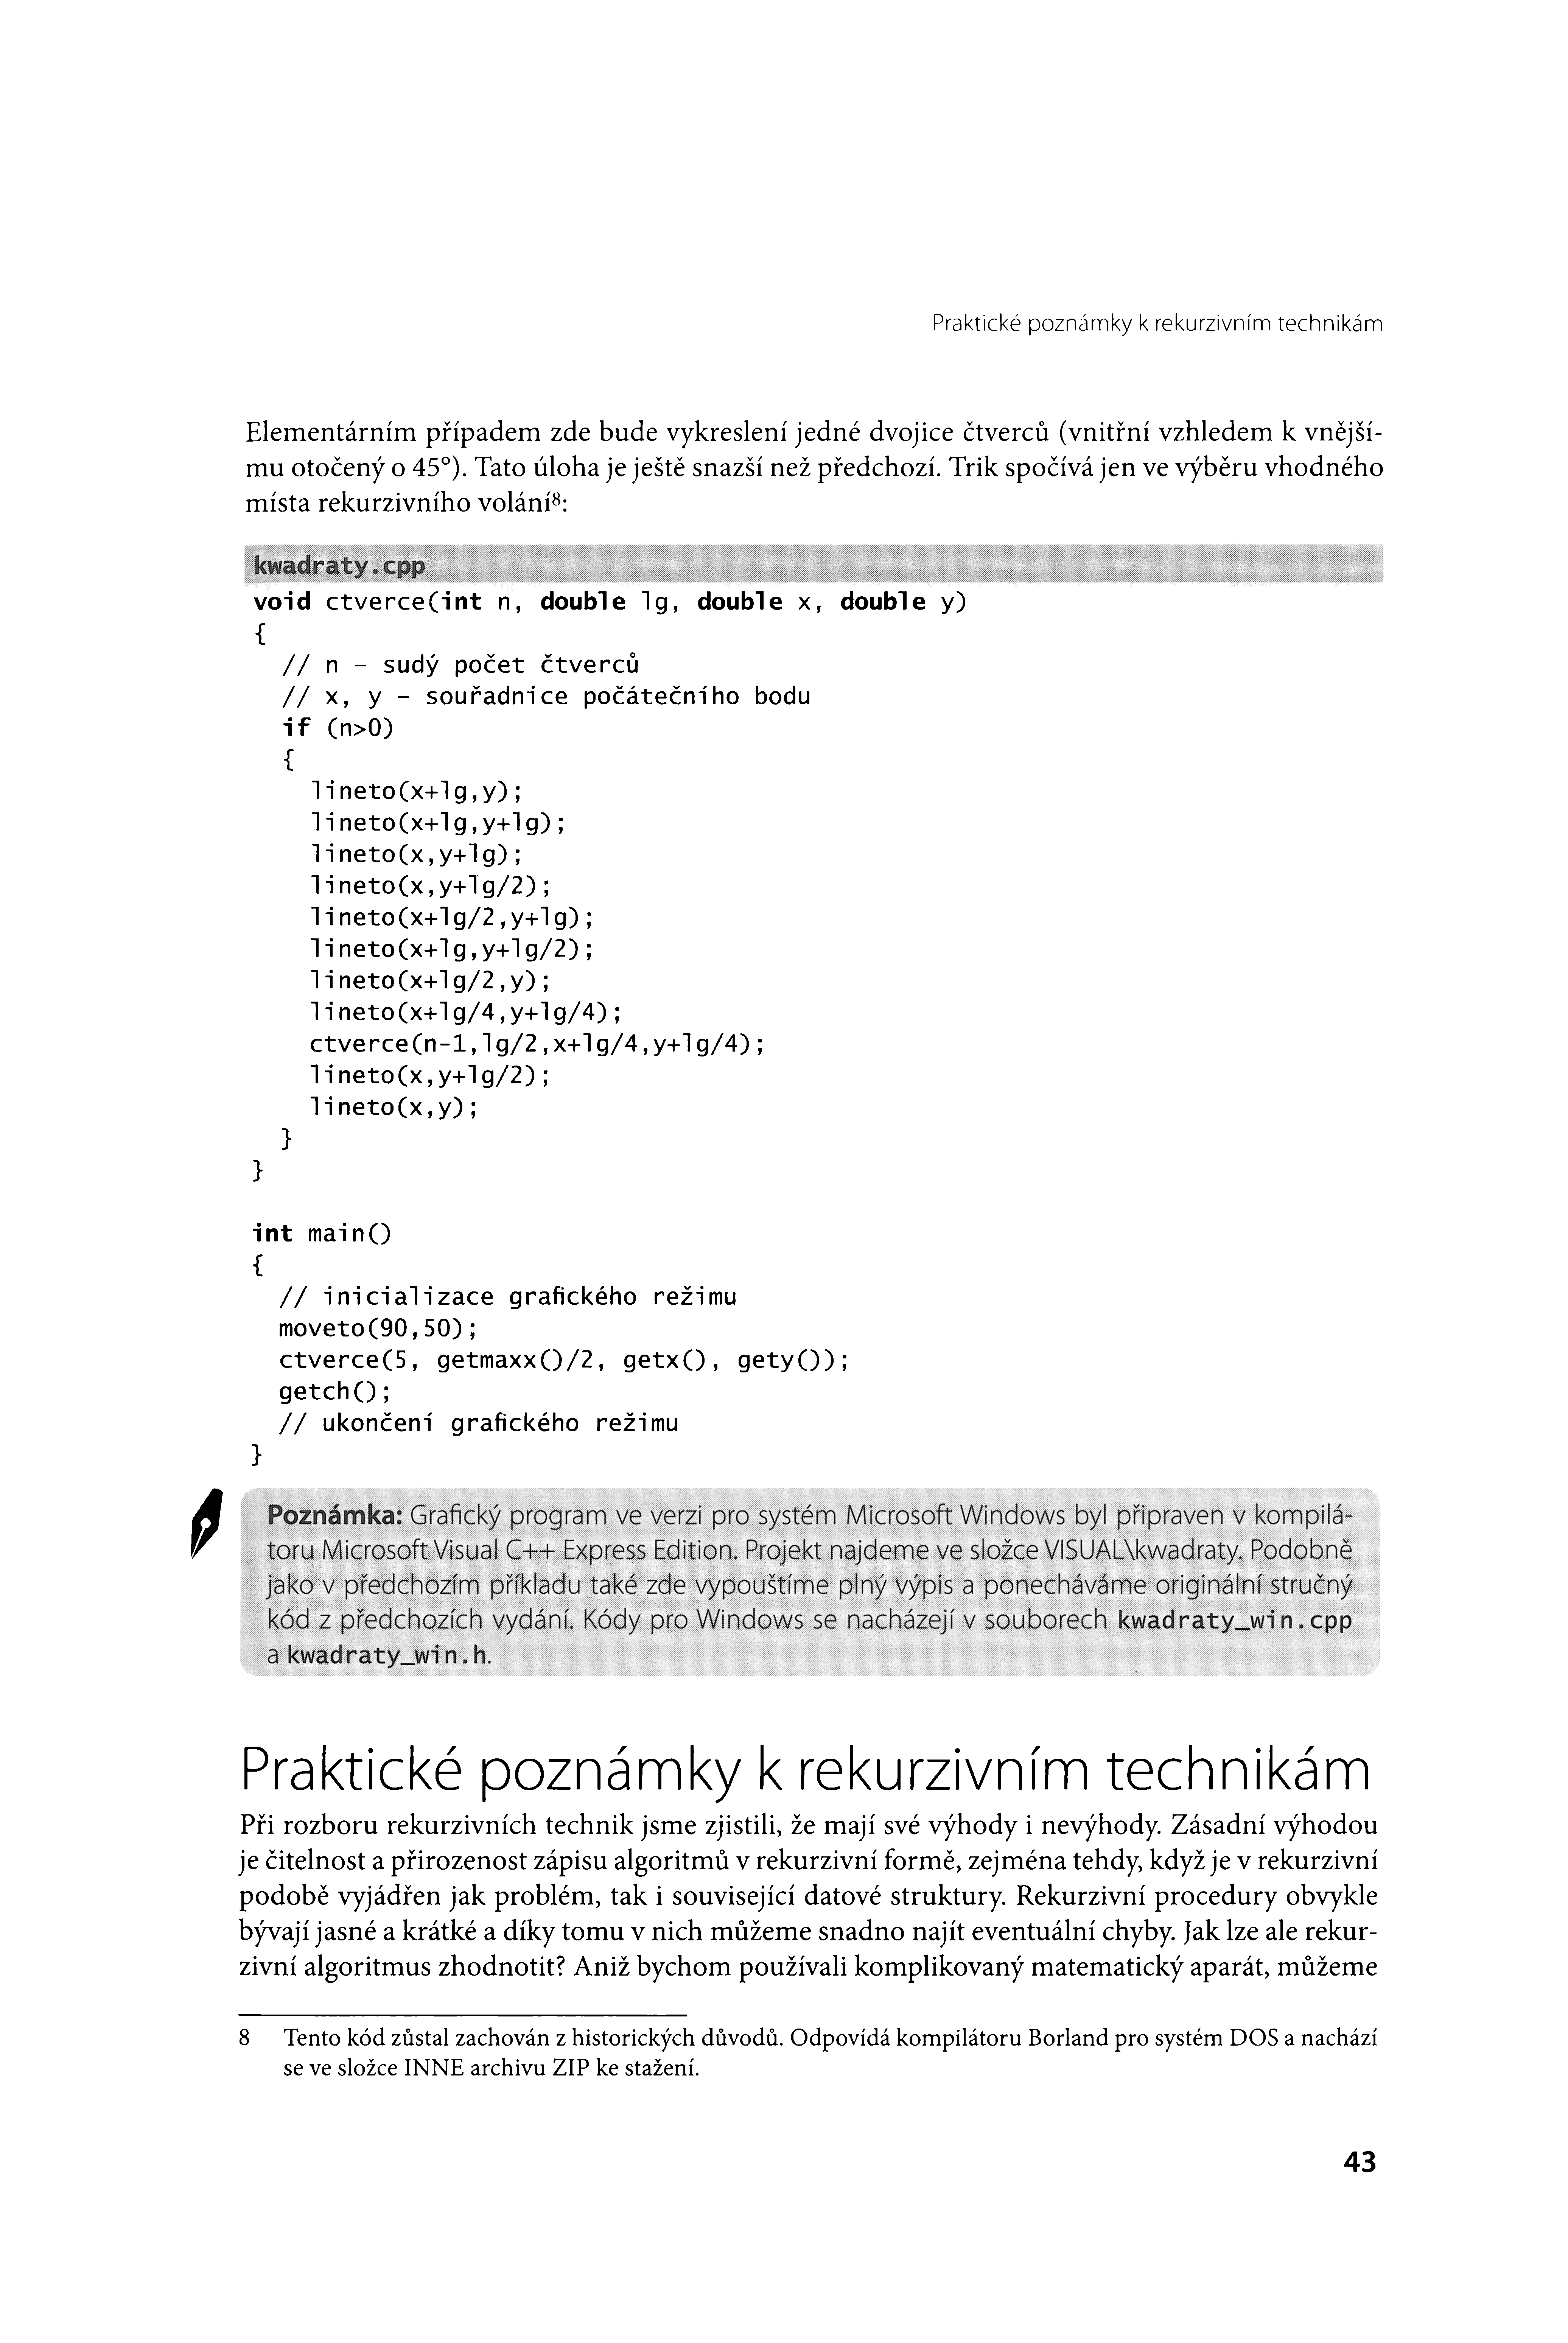 Praktické poznámky k rekurzivním technikám
Elementárním případem zde bude vykreslení jedné dvojice čtverců (vnitřní vzhledem k vnější-
mu otočený o 45°). Tato úloha je ještě snazší než předchozí. Trik spočívá jen ve výběru vhodného
místa rekurzivního volání⁸:
kwadraty.cpp
void ctverce(int n, double lg, double x, double y)
{
// n – sudý počet čtverců
// x, y – souřadnice počátečního bodu
if (n>0)
{
lineto(x+lg,y);
lineto(x+lg,y+lg);
lineto(x,y+lg);
lineto(x,y+lg/2);
lineto(x+lg/2,y+lg);
lineto(x+lg,y+lg/2);
lineto(x+lg/2,y);
lineto(x+lg/4,y+lg/4);
ctverce(n-1,lg/2,x+lg/4,y+lg/4);
lineto(x,y+lg/2);
lineto(x,y);
}
}
int main()
{
// inicializace grafického režimu
moveto(90,50);
ctverce(5, getmaxx()/2, getx(), gety());
getch();
// ukončení grafického režimu
}
Poznámka: Grafický program ve verzi pro systém Microsoft Windows byl připraven v kompilá-
toru Microsoft Visual C++ Express Edition. Projekt najdeme ve složce VISUAL\kwadraty. Podobně
jako v předchozím příkladu také zde vypouštíme plný výpis a ponecháváme originální stručný
kód z předchozích vydání. Kódy pro Windows se nacházejí v souborech kwadraty_win.cpp
a kwadraty_win.h.
Praktické poznámky k rekurzivním technikám
Při rozboru rekurzivních technik jsme zjistili, že mají své výhody i nevýhody. Zásadní výhodou
je čitelnost a přirozenost zápisu algoritmů v rekurzivní formě, zejména tehdy, když je v rekurzivní
podobě vyjádřen jak problém, tak i související datové struktury. Rekurzivní procedury obvykle
bývají jasné a krátké a díky tomu v nich můžeme snadno najít eventuální chyby. Jak lze ale rekur-
zivní algoritmus zhodnotit? Aniž bychom používali komplikovaný matematický aparát, můžeme
8 Tento kód zůstal zachován z historických důvodů. Odpovídá kompilátoru Borland pro systém DOS a nachází
se ve složce INNE archivu ZIP ke stažení.
43